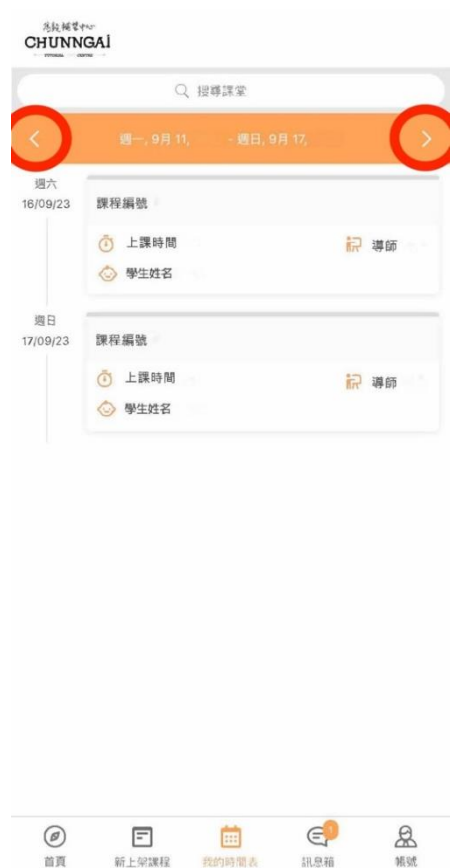 CHUNNGAI
搜尋課堂
週一, 9月 11, - 週日, 9月 17,
週六
16/09/23
課程編號
上課時間
導師
學生姓名
週日
17/09/23
課程編號
上課時間
導師
學生姓名
1
首頁
新上架課程
我的時間表
訊息箱
帳號